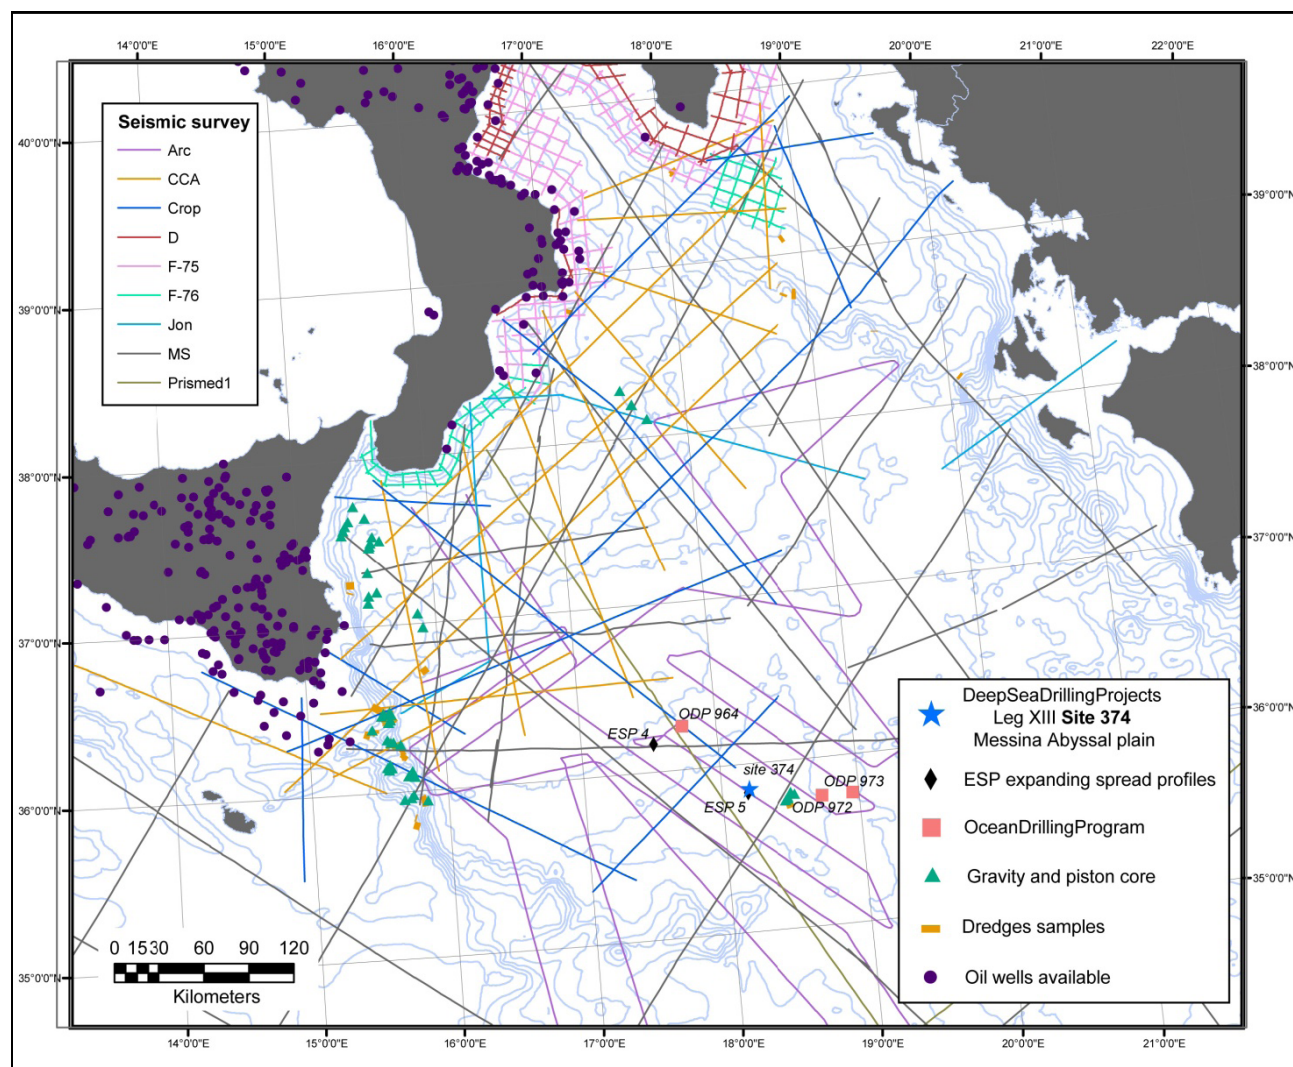 14°0'0"E 15°0'0"E 16°0'0"E 17°0'0"E 18°0'0"E 19°0'0"E 20°0'0"E 21°0'0"E 22°0'0"E
Seismic survey
Arc
CCA
Crop
D
F-75
F-76
Jon
MS
Prismed1
40°0'0"N
39°0'0"N
38°0'0"N
37°0'0"N
36°0'0"N
35°0'0"N
39°0'0"N
38°0'0"N
37°0'0"N
36°0'0"N
35°0'0"N
ODP 964
ESP 4
site 374
ODP 973
ESP 5
ODP 972
DeepSeaDrillingProjects
Leg XIII Site 374
Messina Abyssal plain
ESP expanding spread profiles
OceanDrillingProgram
Gravity and piston core
Dredges samples
Oil wells available
0 15 30 60 90 120
Kilometers
14°0'0"E 15°0'0"E 16°0'0"E 17°0'0"E 18°0'0"E 19°0'0"E 20°0'0"E 21°0'0"E